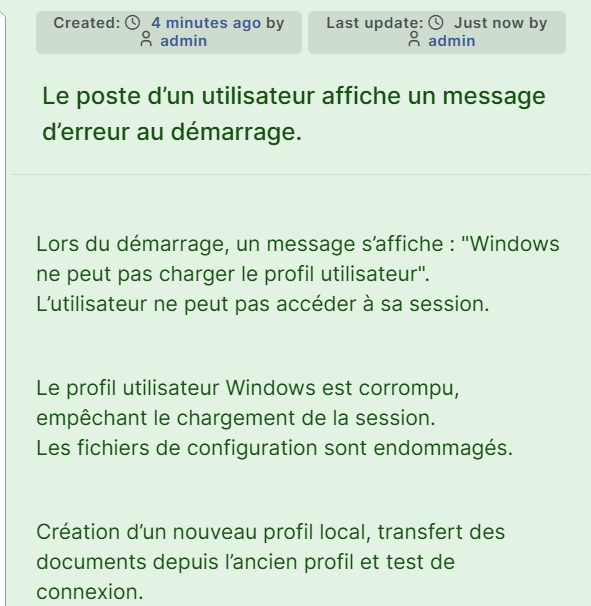 Created: 4 minutes ago by
admin
Last update: Just now by
admin
Le poste d’un utilisateur affiche un message
d’erreur au démarrage.
Lors du démarrage, un message s’affiche : "Windows
ne peut pas charger le profil utilisateur".
L’utilisateur ne peut pas accéder à sa session.
Le profil utilisateur Windows est corrompu,
empêchant le chargement de la session.
Les fichiers de configuration sont endommagés.
Création d’un nouveau profil local, transfert des
documents depuis l’ancien profil et test de
connexion.